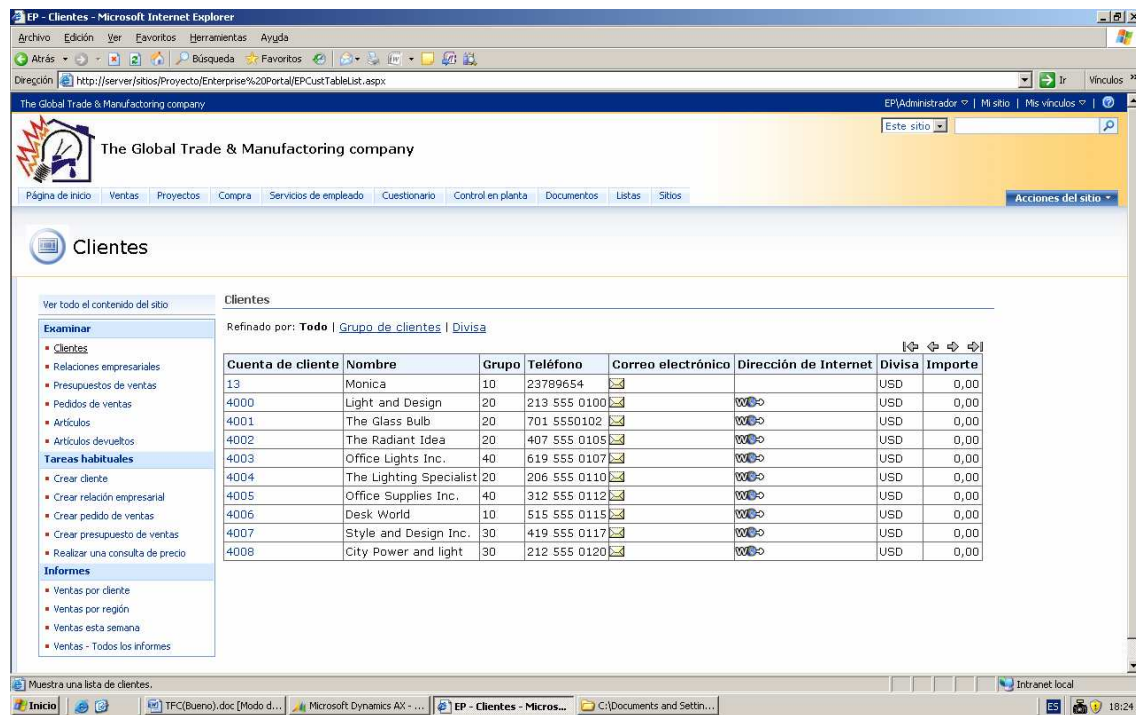 EP - Clientes - Microsoft Internet Explorer
Archivo Edición Ver Favoritos Herramientas Ayuda
Atrás Búsqueda Favoritos
Dirección http://server/sitios/Proyecto/Enterprise%20Portal/EPCustTableList.aspx Ir Vínculos »
The Global Trade & Manufactoring company EP\Administrador | Mi sitio | Mis vínculos |
Este sitio
The Global Trade & Manufactoring company
Página de inicio Ventas Proyectos Compra Servicios de empleado Cuestionario Control en planta Documentos Listas Sitios Acciones del sitio
Clientes
Ver todo el contenido del sitio
Examinar
Clientes
Relaciones empresariales
Presupuestos de ventas
Pedidos de ventas
Artículos
Artículos devueltos
Tareas habituales
Crear cliente
Crear relación empresarial
Crear pedido de ventas
Crear presupuesto de ventas
Realizar una consulta de precio
Informes
Ventas por cliente
Ventas por región
Ventas esta semana
Ventas - Todos los informes
Clientes
Refinado por: Todo | Grupo de clientes | Divisa
Cuenta de cliente Nombre Grupo Teléfono Correo electrónico Dirección de Internet Divisa Importe
13 Monica 10 23789654 USD 0,00
4000 Light and Design 20 213 555 0100 USD 0,00
4001 The Glass Bulb 20 701 5550102 USD 0,00
4002 The Radiant Idea 20 407 555 0105 USD 0,00
4003 Office Lights Inc. 40 619 555 0107 USD 0,00
4004 The Lighting Specialist 20 206 555 0110 USD 0,00
4005 Office Supplies Inc. 40 312 555 0112 USD 0,00
4006 Desk World 10 515 555 0115 USD 0,00
4007 Style and Design Inc. 30 419 555 0117 USD 0,00
4008 City Power and light 30 212 555 0120 USD 0,00
Muestra una lista de clientes. Intranet local
Inicio TFC(Bueno).doc [Modo d... Microsoft Dynamics AX - ... EP - Clientes - Micros... C:\Documents and Settin... ES 18:24